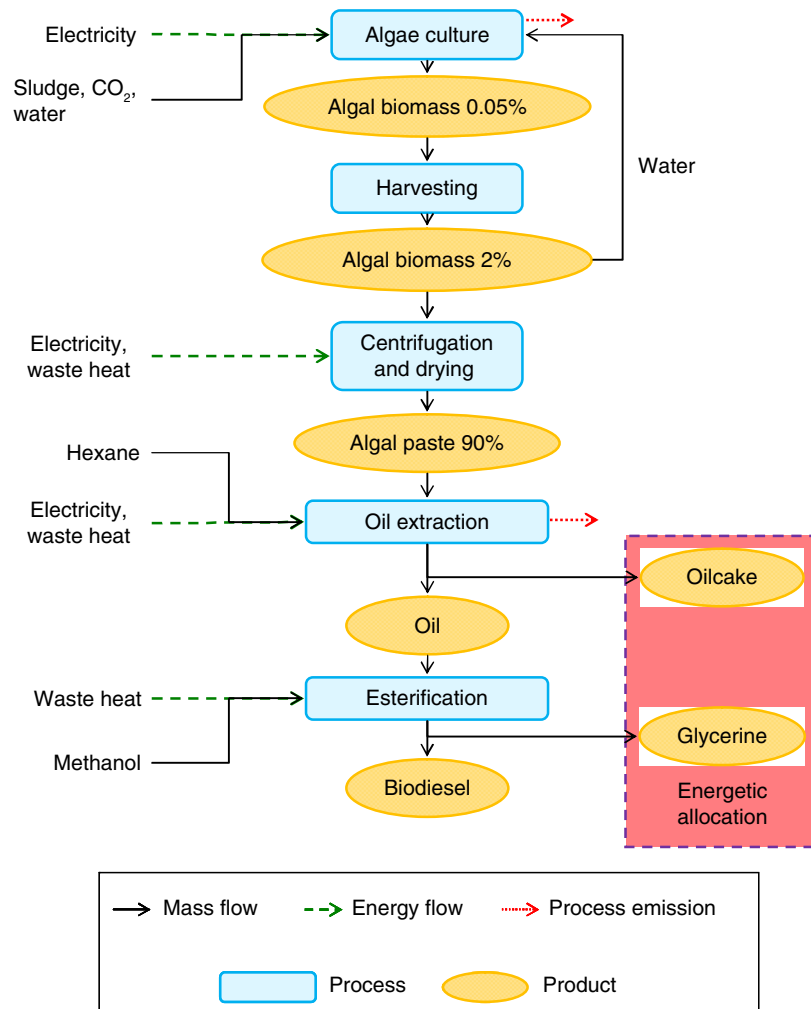 Electricity
Algae culture
Sludge, CO₂,
water
Algal biomass 0.05%
Harvesting
Water
Algal biomass 2%
Electricity,
waste heat
Centrifugation
and drying
Algal paste 90%
Hexane
Electricity,
waste heat
Oil extraction
Oilcake
Oil
Waste heat
Esterification
Glycerine
Methanol
Biodiesel
Energetic
allocation
Mass flow
Energy flow
Process emission
Process
Product